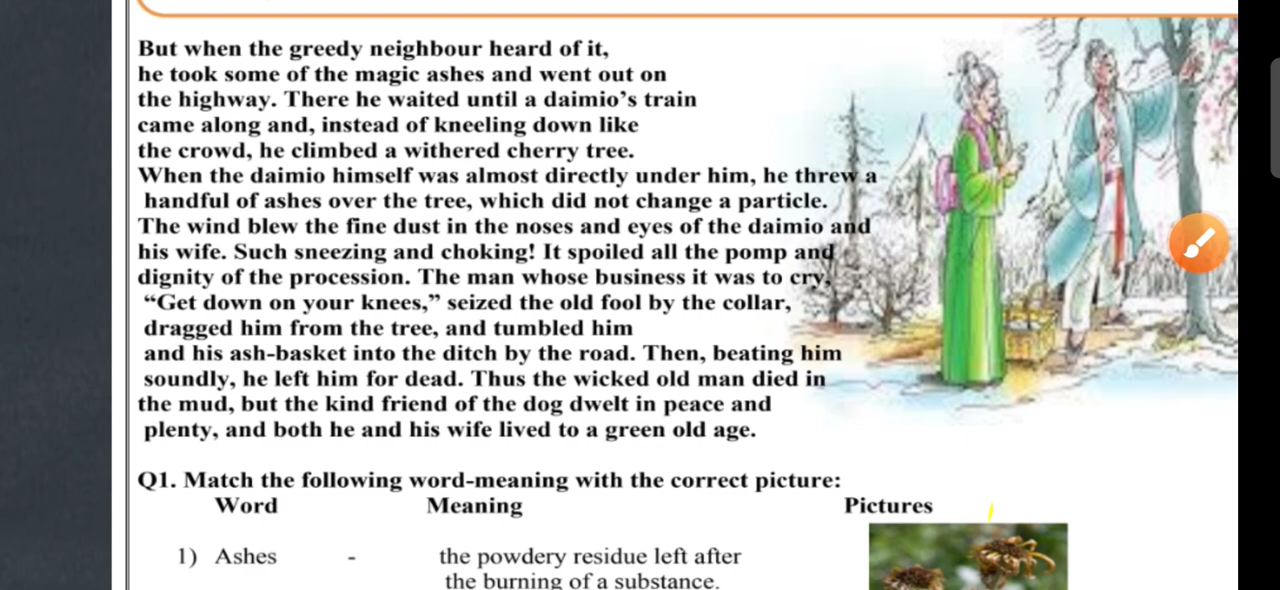 But when the greedy neighbour heard of it,
he took some of the magic ashes and went out on
the highway. There he waited until a daimio’s train
came along and, instead of kneeling down like
the crowd, he climbed a withered cherry tree.
When the daimio himself was almost directly under him, he threw a
handful of ashes over the tree, which did not change a particle.
The wind blew the fine dust in the noses and eyes of the daimio and
his wife. Such sneezing and choking! It spoiled all the pomp and
dignity of the procession. The man whose business it was to cry,
“Get down on your knees,” seized the old fool by the collar,
dragged him from the tree, and tumbled him
and his ash-basket into the ditch by the road. Then, beating him
soundly, he left him for dead. Thus the wicked old man died in
the mud, but the kind friend of the dog dwelt in peace and
plenty, and both he and his wife lived to a green old age.
Q1. Match the following word-meaning with the correct picture:
Word Meaning Pictures
1) Ashes - the powdery residue left after
the burning of a substance.